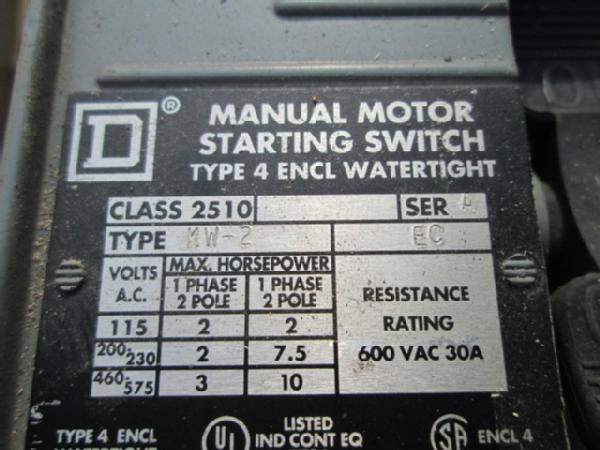 D ®
MANUAL MOTOR
STARTING SWITCH
TYPE 4 ENCL WATERTIGHT
CLASS 2510 SER A
TYPE MW-2 EC
VOLTS A.C. MAX. HORSEPOWER
1 PHASE 1 PHASE
2 POLE 2 POLE
115 2 2
200-230 2 7.5
460-575 3 10
RESISTANCE
RATING
600 VAC 30A
TYPE 4 ENCL
UL
LISTED
IND CONT EQ
SA ENCL 4